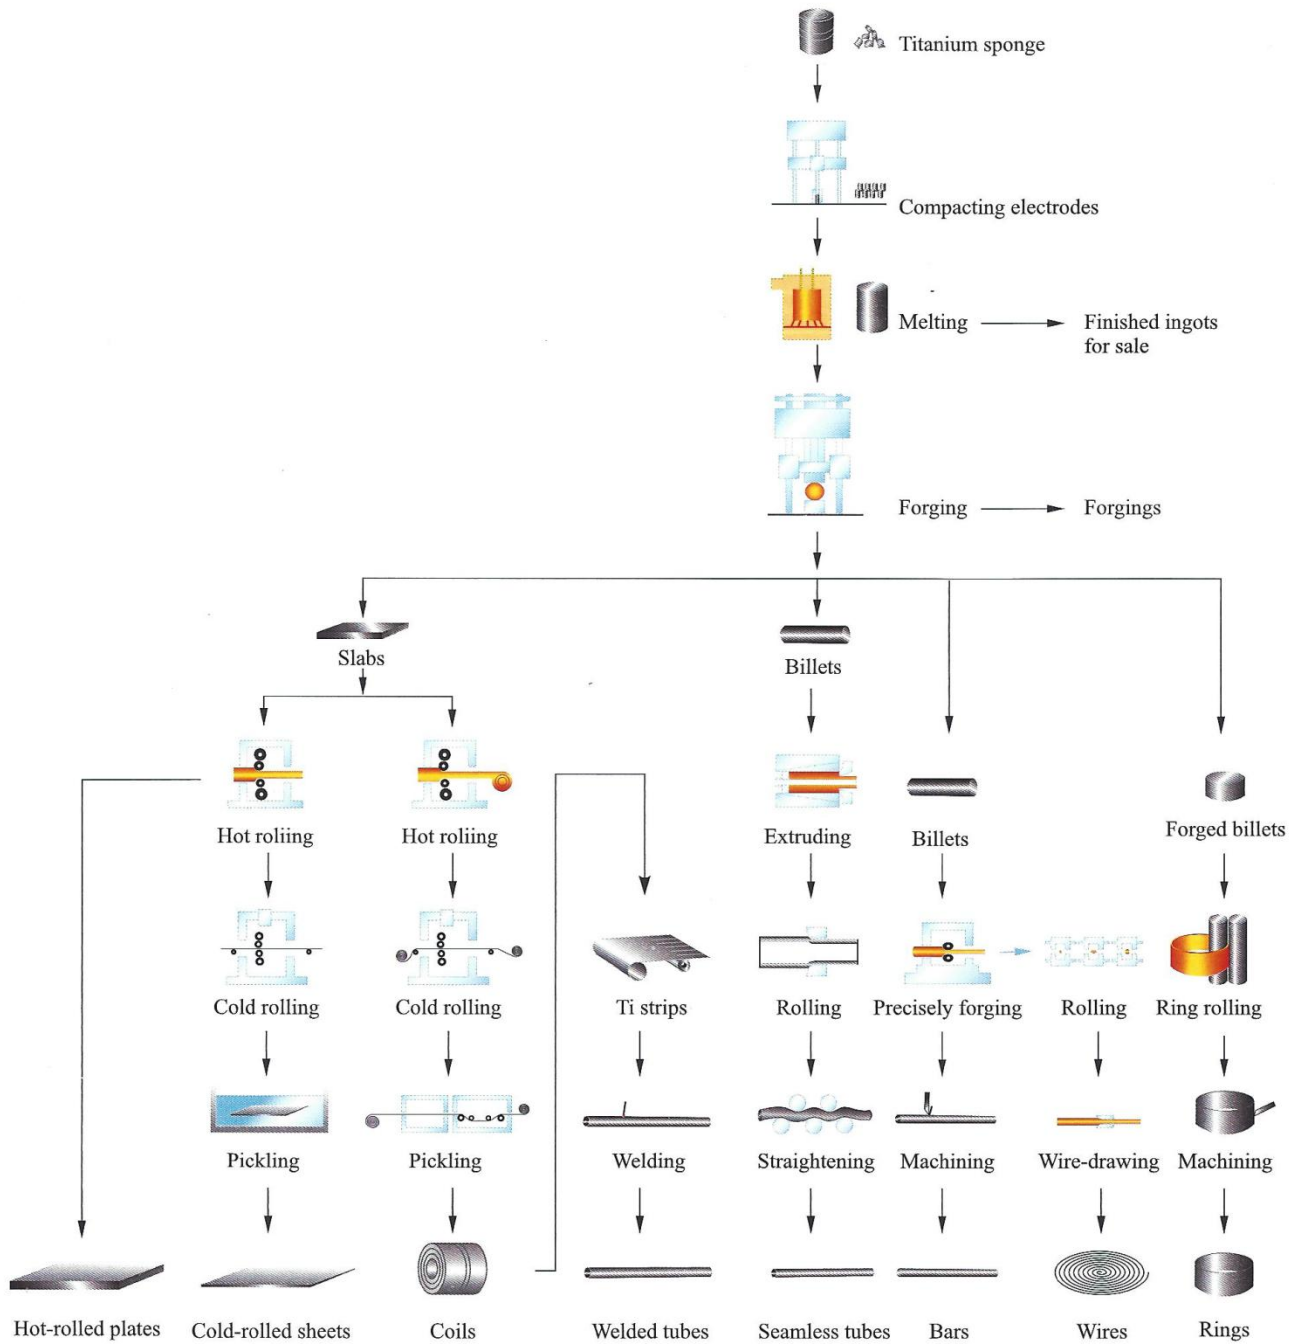 Titanium sponge
Compacting electrodes
Melting
Finished ingots
for sale
Forging
Forgings
Slabs
Billets
Hot roliing
Hot roliing
Extruding
Billets
Forged billets
Cold rolling
Cold rolling
Ti strips
Rolling
Precisely forging
Rolling
Ring rolling
Pickling
Pickling
Welding
Straightening
Machining
Wire-drawing
Machining
Hot-rolled plates
Cold-rolled sheets
Coils
Welded tubes
Seamless tubes
Bars
Wires
Rings